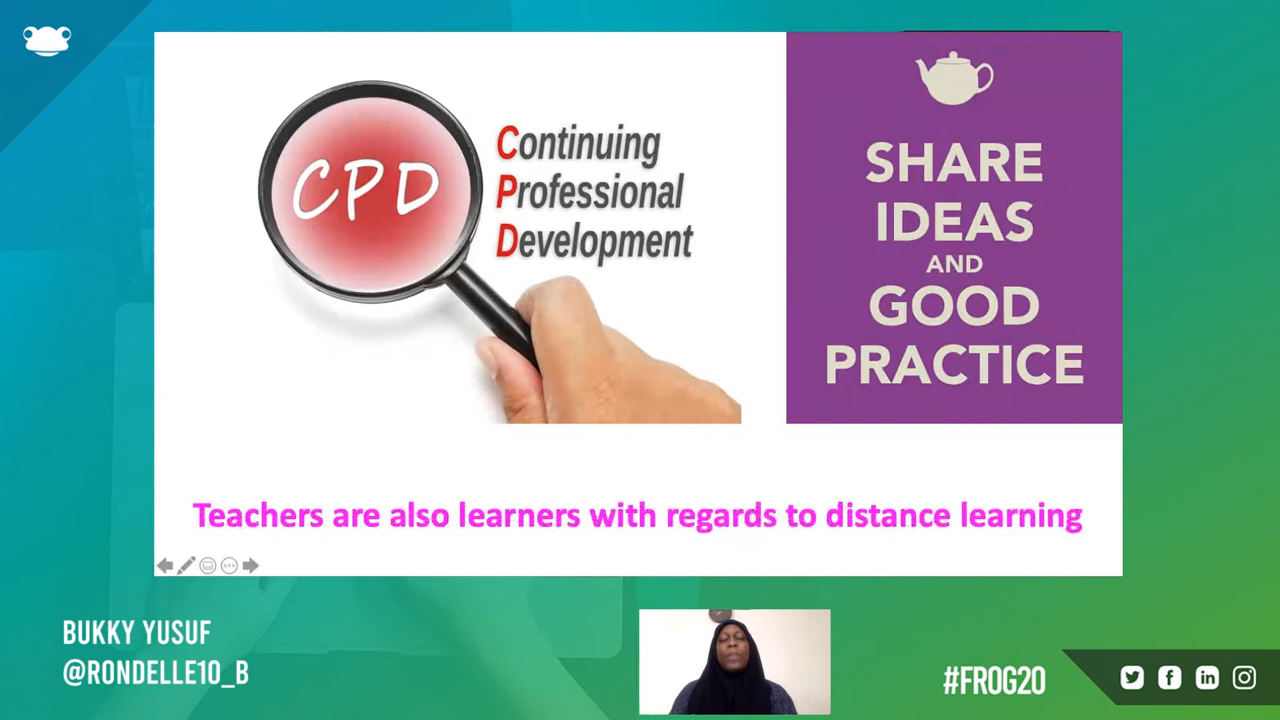 CPD
Continuing
Professional
Development
SHARE
IDEAS
AND
GOOD
PRACTICE
Teachers are also learners with regards to distance learning
BUKKY YUSUF
@RONDELLE10_B
#FROG20